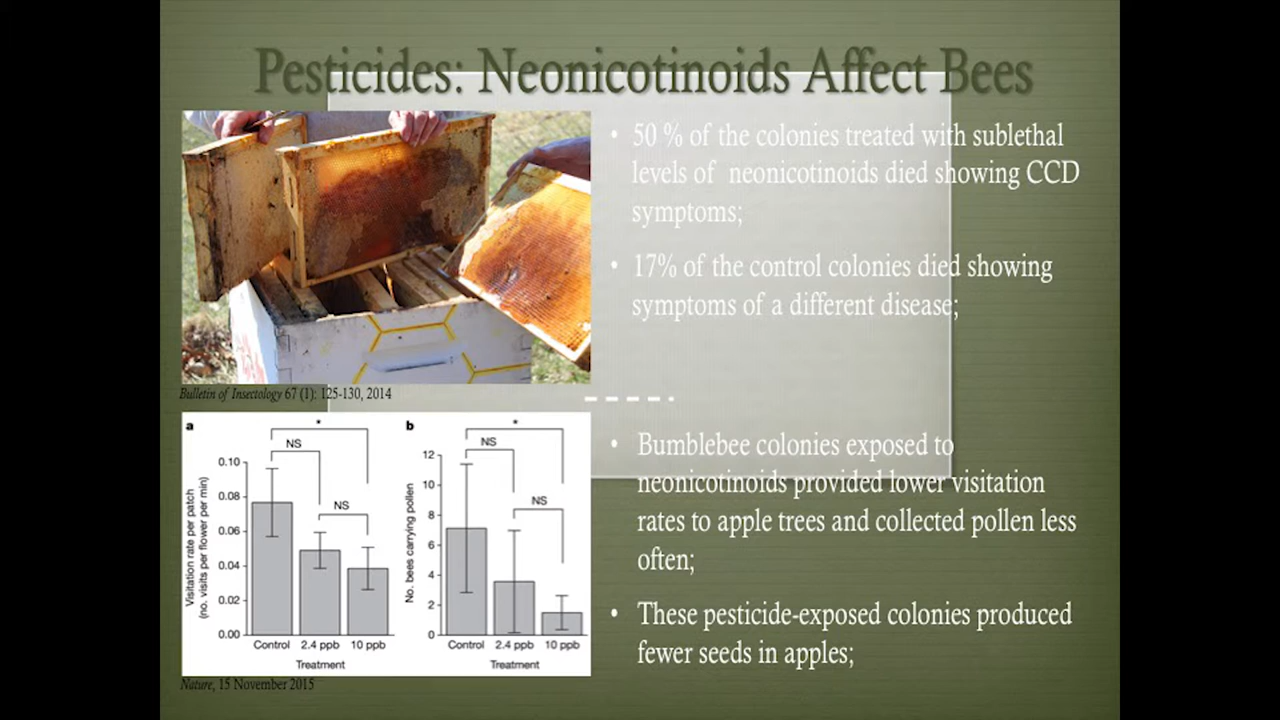 Pesticides: Neonicotinoids Affect Bees
• 50 % of the colonies treated with sublethal
levels of neonicotinoids died showing CCD
symptoms;
• 17% of the control colonies died showing
symptoms of a different disease;
Bulletin of Insectology 67 (1): 125-130, 2014
• Bumblebee colonies exposed to
neonicotinoids provided lower visitation
rates to apple trees and collected pollen less
often;
• These pesticide-exposed colonies produced
fewer seeds in apples;
a
*
NS
NS
Visitation rate per patch
(no. visits per flower per min)
0.10
0.08
0.06
0.04
0.02
0.00
Control 2.4 ppb 10 ppb
Treatment
b
*
NS
NS
No. bees carrying pollen
12
10
8
6
4
2
0
Control 2.4 ppb 10 ppb
Treatment
Nature, 15 November 2015